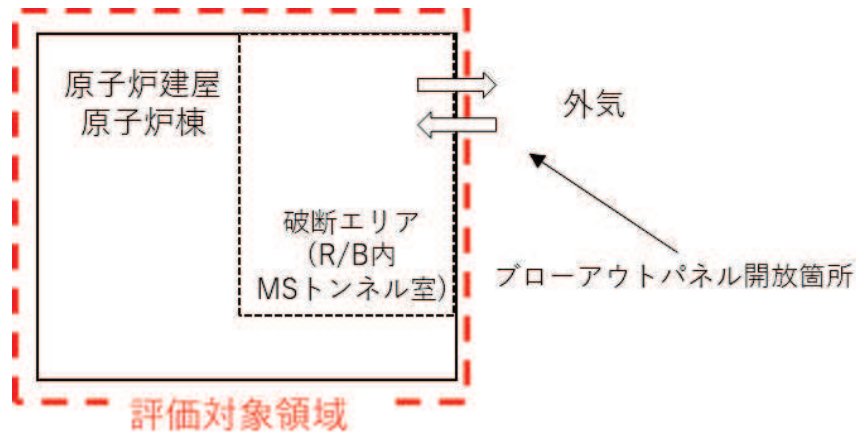 原子炉建屋
原子炉棟
外気
破断エリア
(R/B内
MSトンネル室)
ブローアウトパネル開放箇所
評価対象領域